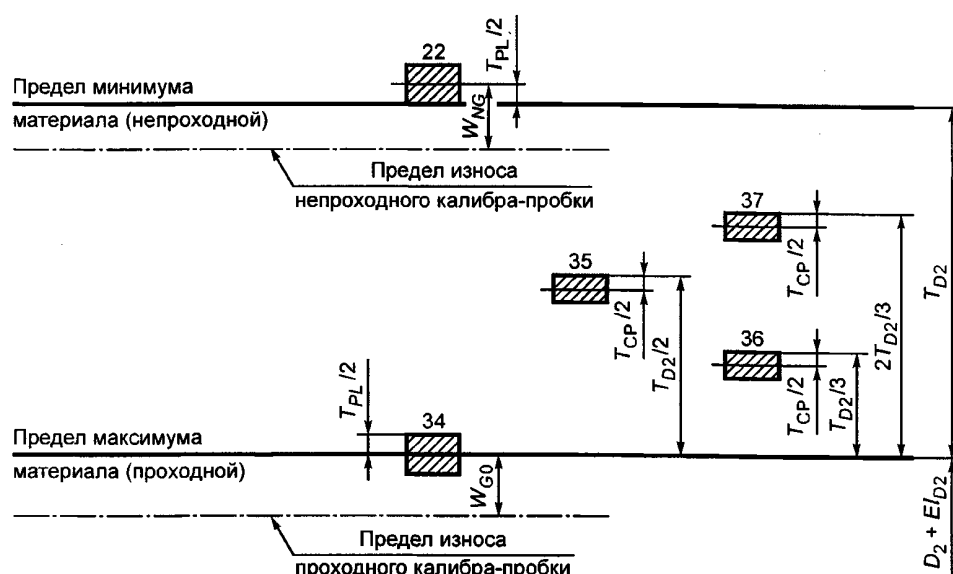 22
T_PL/2
Предел минимума
материала (непроходной)
W_NG
Предел износа
непроходного калибра-пробки
37
35
T_CP/2
T_D2
T_CP/2
T_D2/2
36
2T_D2/3
T_CP/2
T_D2/3
T_PL/2
34
Предел максимума
материала (проходной)
W_G0
D_2 + EI_D2
Предел износа
проходного калибра-пробки